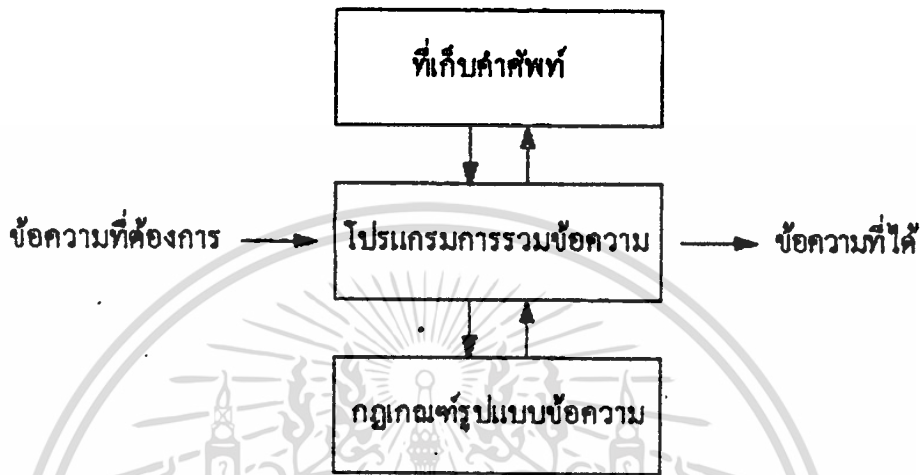 ที่เก็บคำศัพท์
ข้อความที่ต้องการ
โปรแกรมการรวมข้อความ
ข้อความที่ได้
กฎเกณฑ์รูปแบบข้อความ